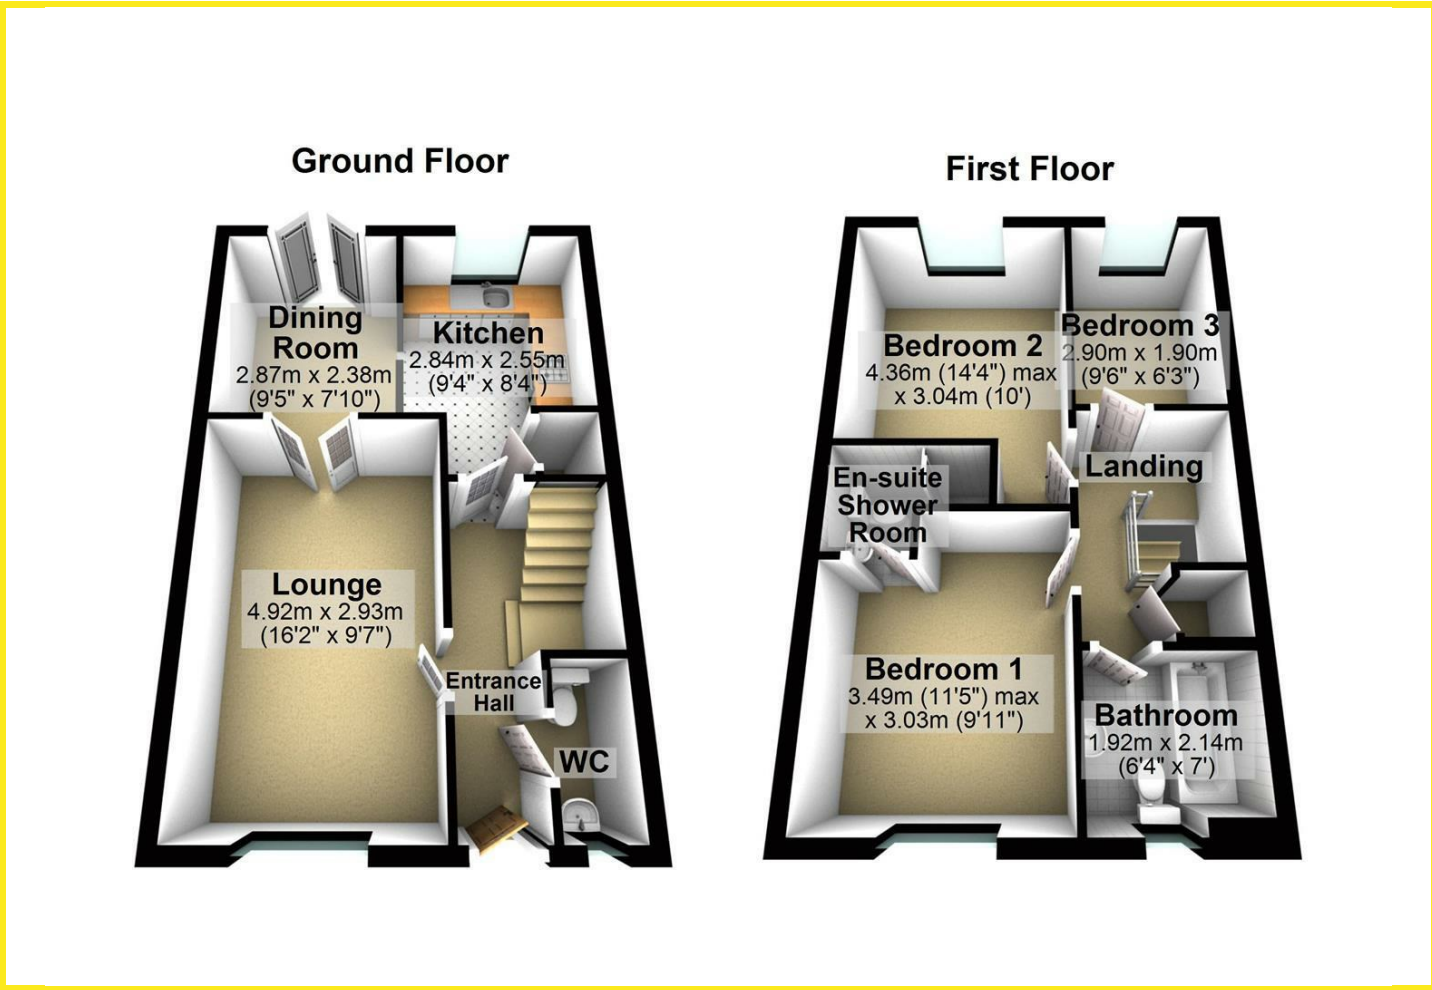 Ground Floor
Dining
Room
2.87m x 2.38m
(9'5" x 7'10")
Kitchen
2.84m x 2.55m
(9'4" x 8'4")
Lounge
4.92m x 2.93m
(16'2" x 9'7")
Entrance
Hall
WC
First Floor
Bedroom 2
4.36m (14'4") max
x 3.04m (10')
Bedroom 3
2.90m x 1.90m
(9'6" x 6'3")
En-suite
Shower
Room
Landing
Bedroom 1
3.49m (11'5") max
x 3.03m (9'11")
Bathroom
1.92m x 2.14m
(6'4" x 7')